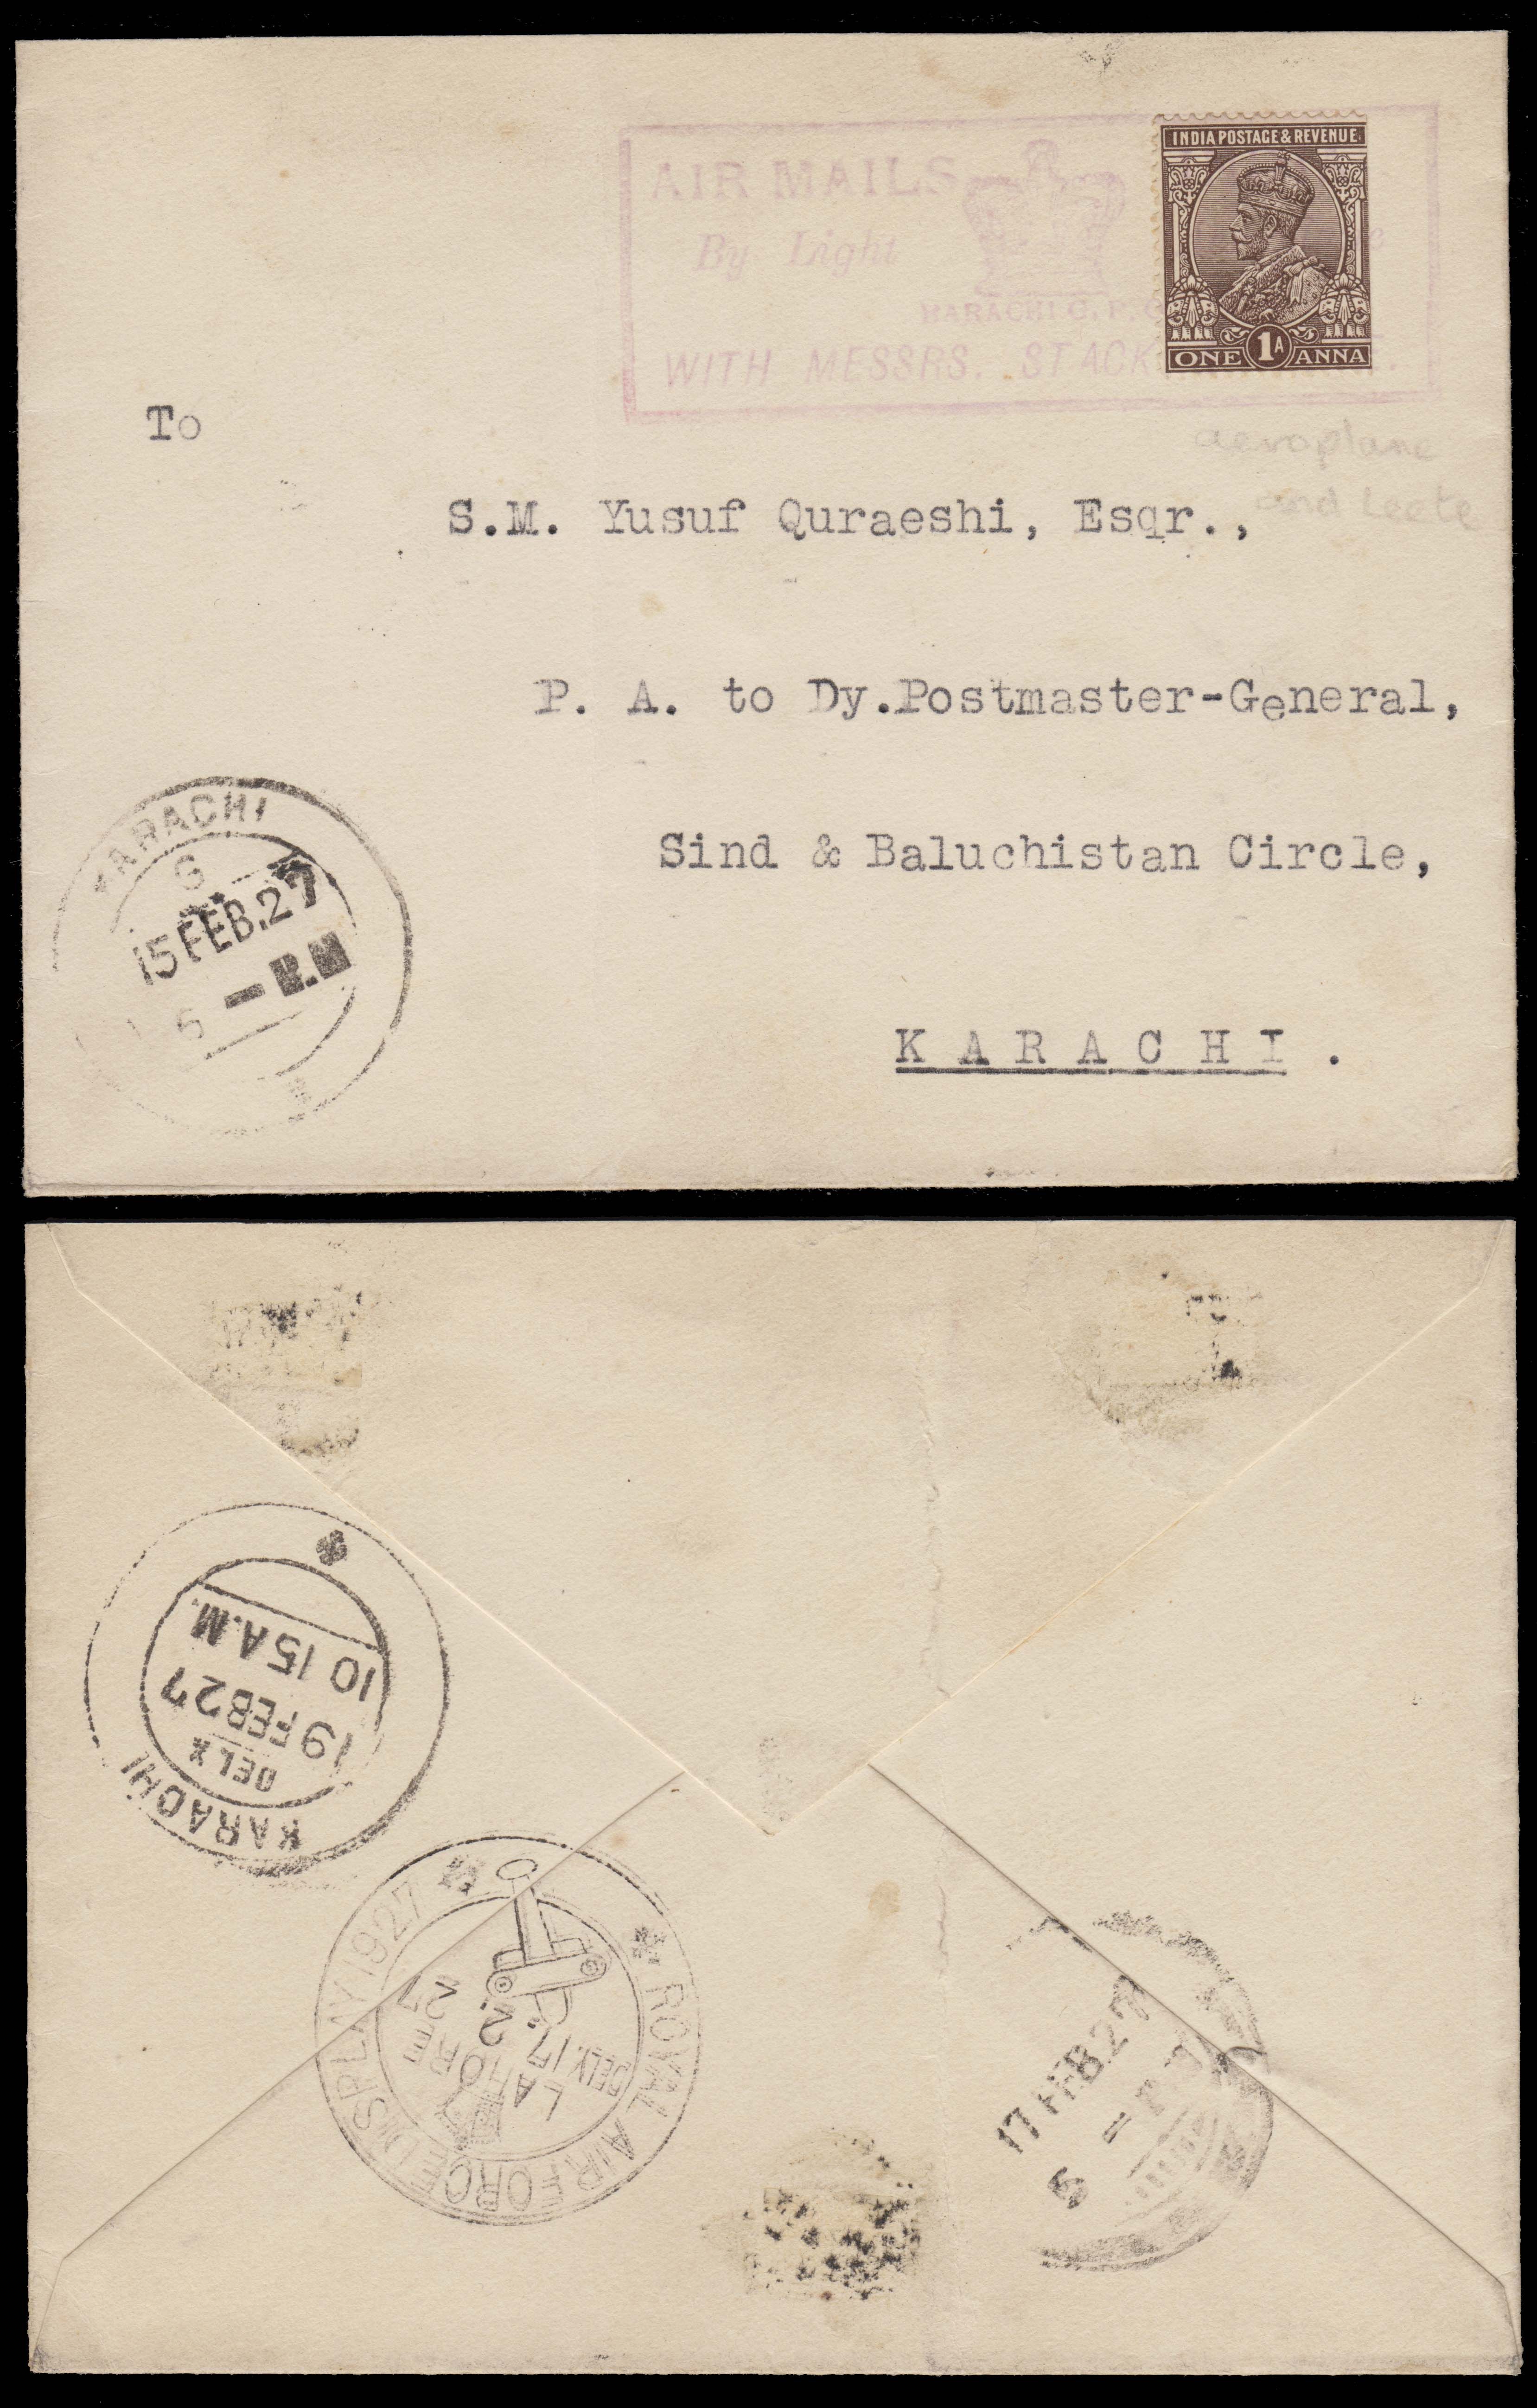 AIR MAILS
By Light
KARACHI G. P.
WITH MESSRS. STACK
INDIA POSTAGE & REVENUE
1A
ONE ANNA
aeroplane
and Leete
To
S.M. Yusuf Quraeshi, Esqr.,
P. A. to Dy.Postmaster-General,
Sind & Baluchistan Circle,
KARACHI.
KARACHI
G
15 FEB.27
5 - P.M
KARACHI
DEL
19 FEB 27
10 15 A.M.
ROYAL AIR FORCE DISPLAY 1927
LAHORE
DELY. 17. 2. 27
17 FEB.27
5 -